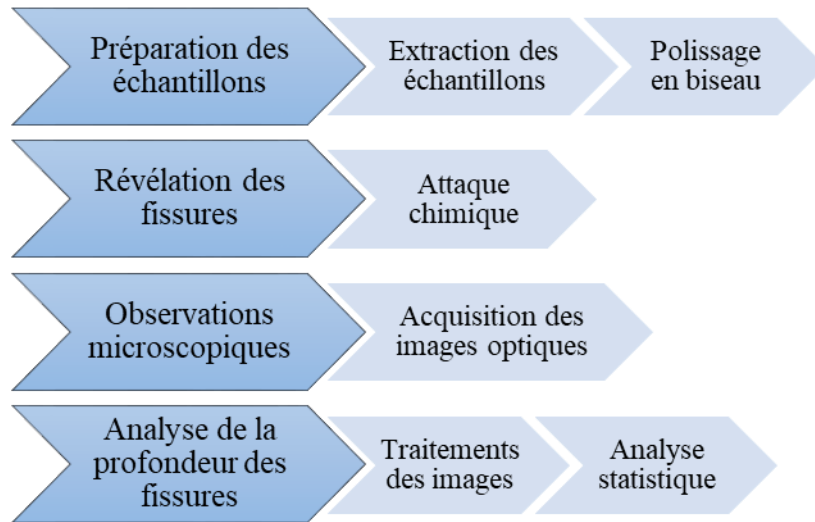 Préparation des
échantillons
Extraction des
échantillons
Polissage
en biseau
Révélation des
fissures
Attaque
chimique
Observations
microscopiques
Acquisition des
images optiques
Analyse de la
profondeur des
fissures
Traitements
des images
Analyse
statistique